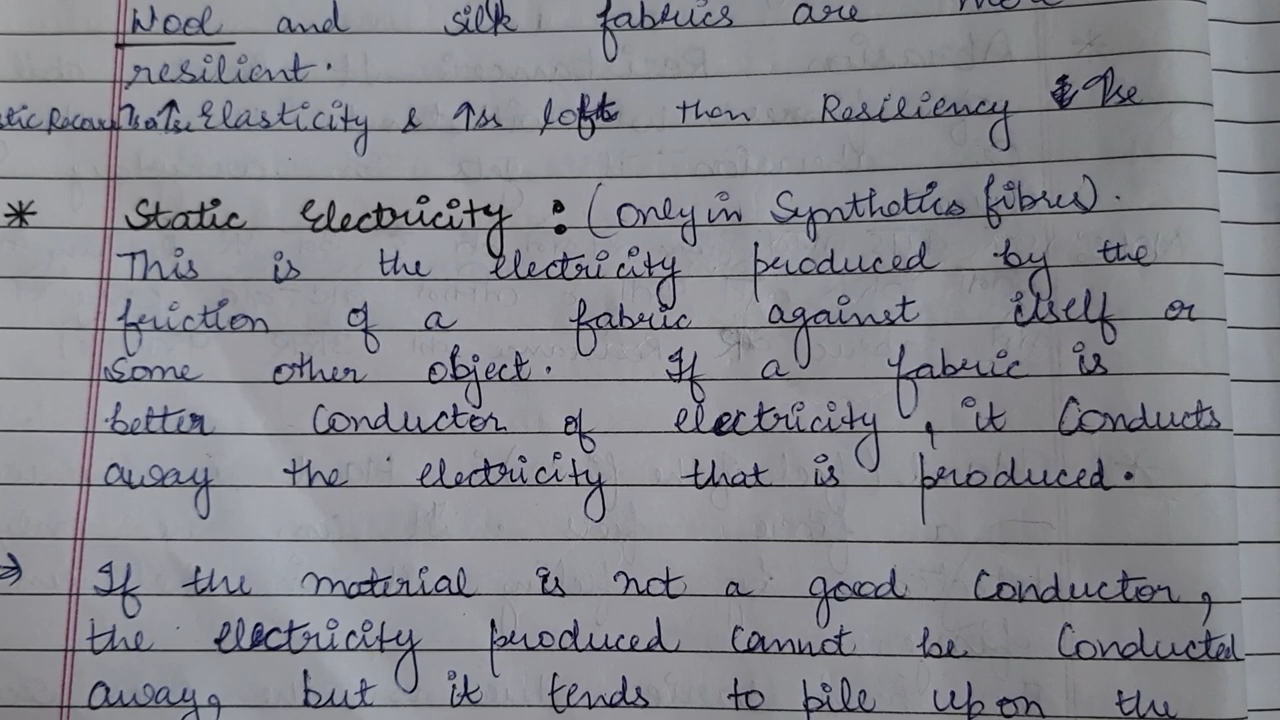 Wool and silk fabrics are
resilient.
Elasticity & ↑se loft then Resiliency ↑se
* Static Electricity : (only in Synthetics fibres).
This is the electricity produced by the
friction of a fabric against itself or
some other object. If a fabric is
better conductor of electricity, it conducts
away the electricity that is produced.
⇒ If the material is not a good conductor,
the electricity produced cannot be conducted
away, but it tends to pile upon the